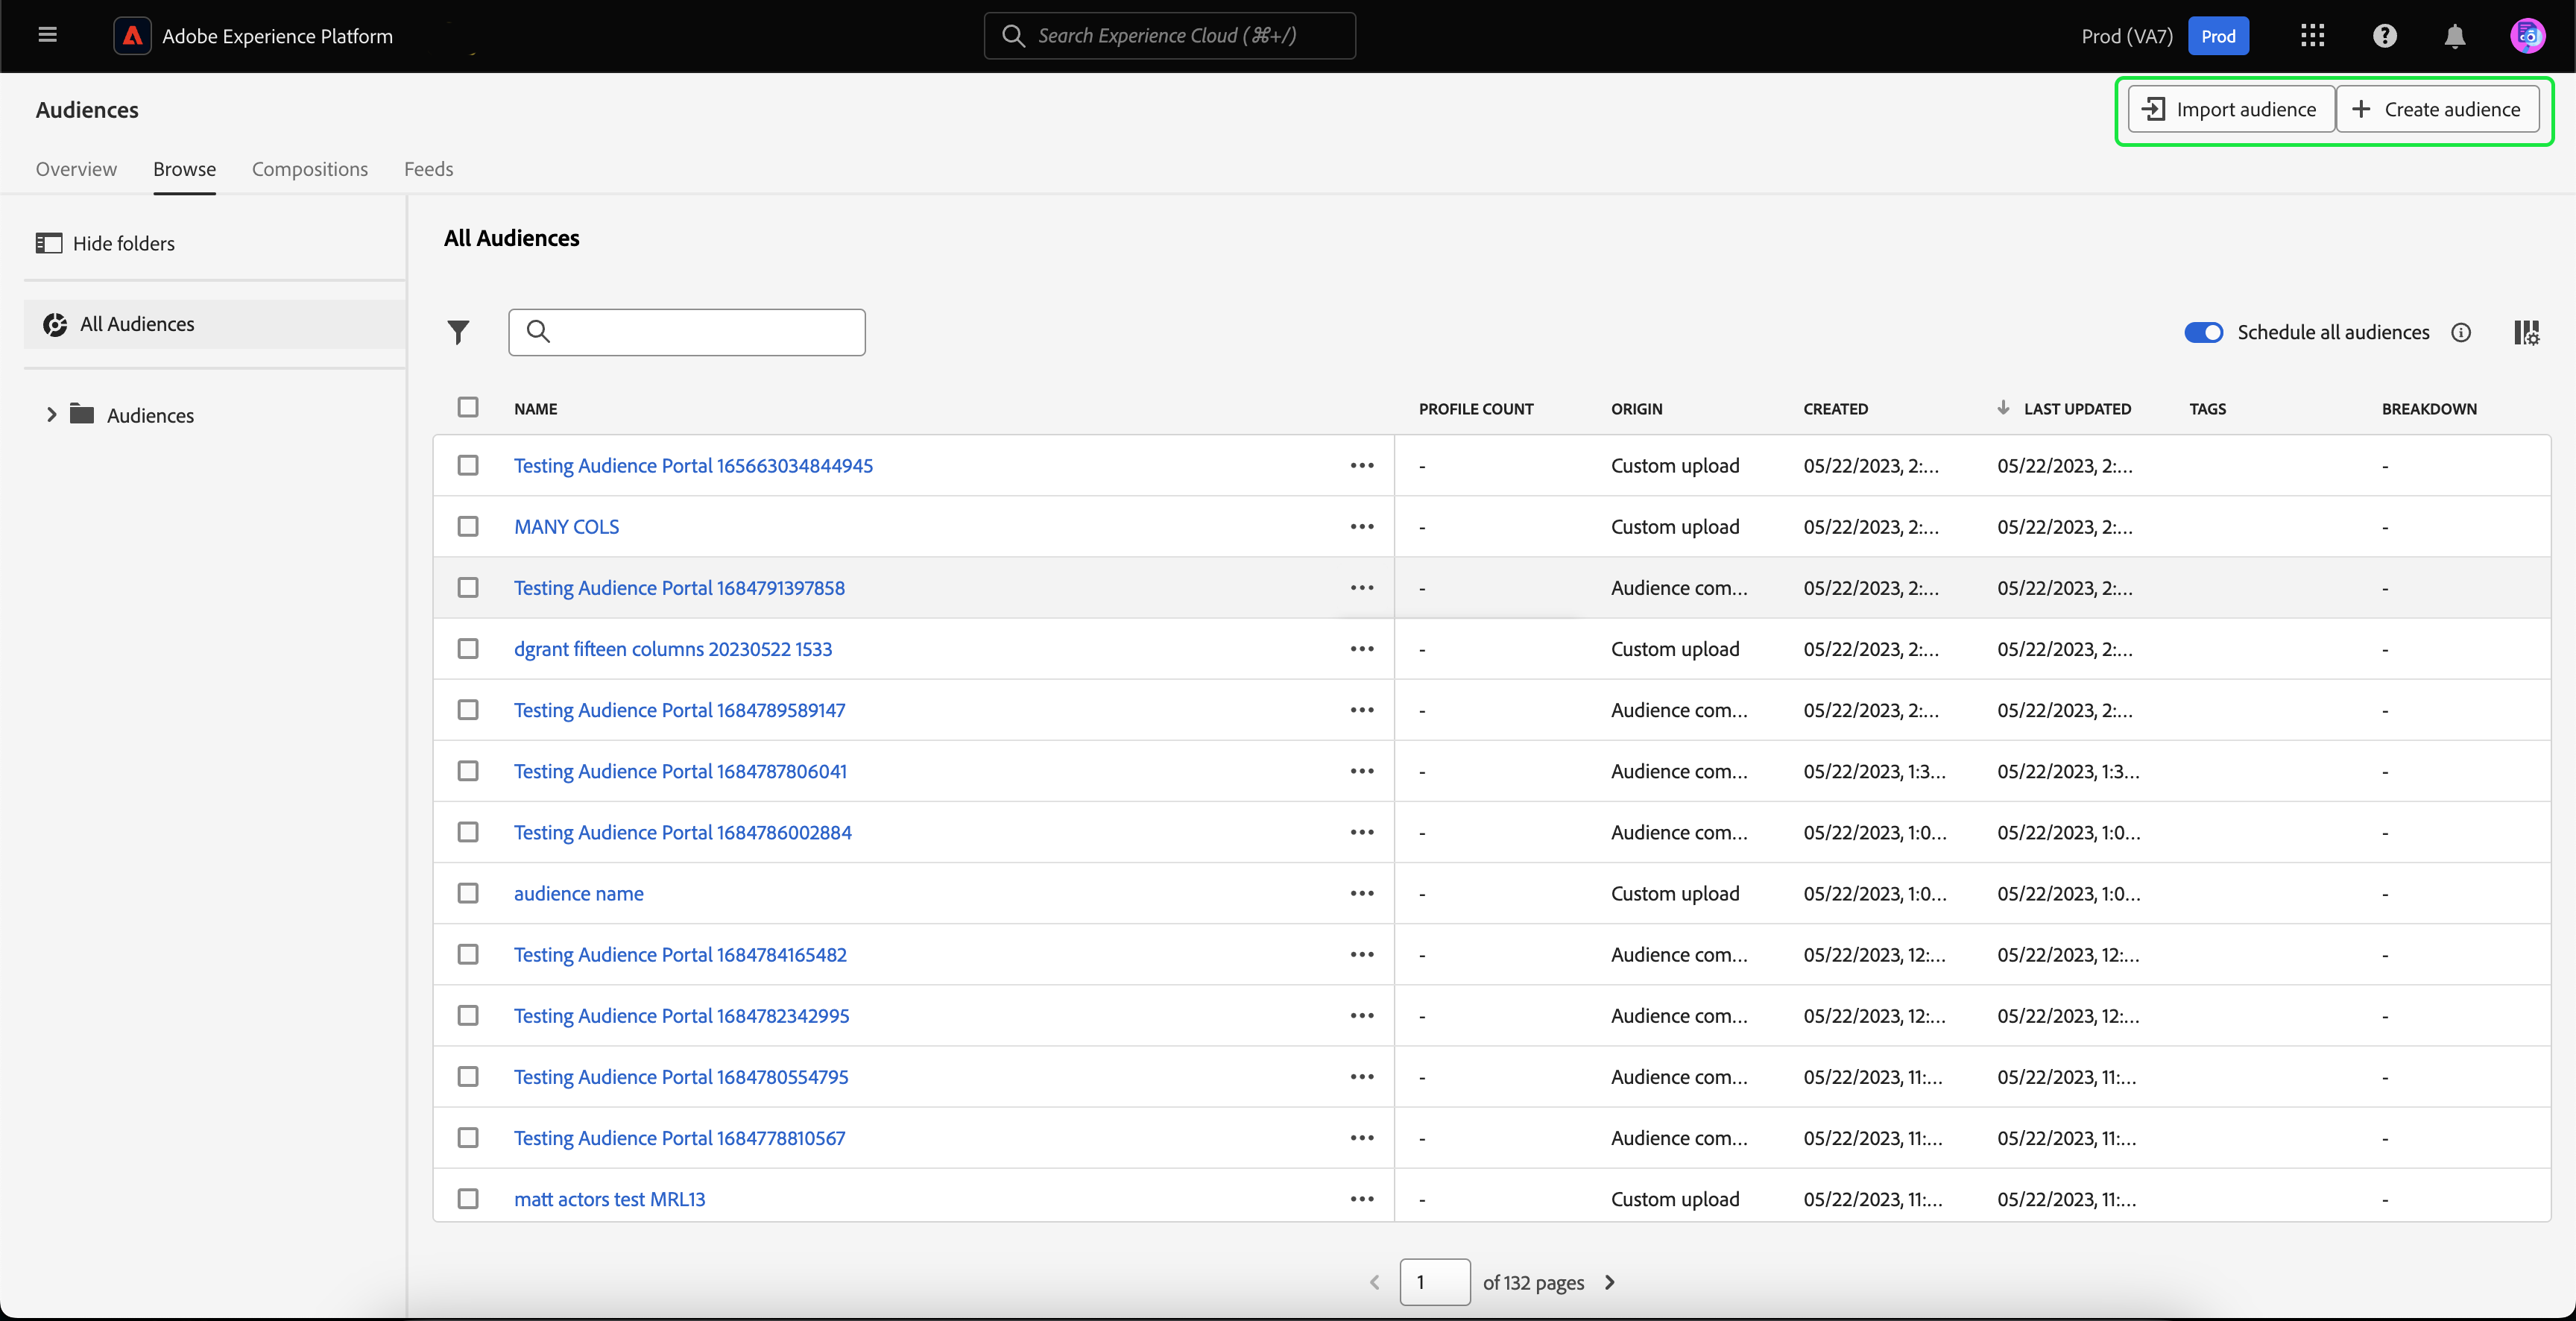 Adobe Experience Platform
Search Experience Cloud (⌘+/)
Prod (VA7)
Prod
Audiences
Import audience
Create audience
Overview
Browse
Compositions
Feeds
Hide folders
All Audiences
All Audiences
Schedule all audiences
Audiences
NAME PROFILE COUNT ORIGIN CREATED LAST UPDATED TAGS BREAKDOWN
Testing Audience Portal 165663034844945 ••• - Custom upload 05/22/2023, 2:... 05/22/2023, 2:... -
MANY COLS ••• - Custom upload 05/22/2023, 2:... 05/22/2023, 2:... -
Testing Audience Portal 1684791397858 ••• - Audience com... 05/22/2023, 2:... 05/22/2023, 2:... -
dgrant fifteen columns 20230522 1533 ••• - Custom upload 05/22/2023, 2:... 05/22/2023, 2:... -
Testing Audience Portal 1684789589147 ••• - Audience com... 05/22/2023, 2:... 05/22/2023, 2:... -
Testing Audience Portal 1684787806041 ••• - Audience com... 05/22/2023, 1:3... 05/22/2023, 1:3... -
Testing Audience Portal 1684786002884 ••• - Audience com... 05/22/2023, 1:0... 05/22/2023, 1:0... -
audience name ••• - Custom upload 05/22/2023, 1:0... 05/22/2023, 1:0... -
Testing Audience Portal 1684784165482 ••• - Audience com... 05/22/2023, 12:... 05/22/2023, 12:... -
Testing Audience Portal 1684782342995 ••• - Audience com... 05/22/2023, 12:... 05/22/2023, 12:... -
Testing Audience Portal 1684780554795 ••• - Audience com... 05/22/2023, 11:... 05/22/2023, 11:... -
Testing Audience Portal 1684778810567 ••• - Audience com... 05/22/2023, 11:... 05/22/2023, 11:... -
matt actors test MRL13 ••• - Custom upload 05/22/2023, 11:... 05/22/2023, 11:... -
1 of 132 pages